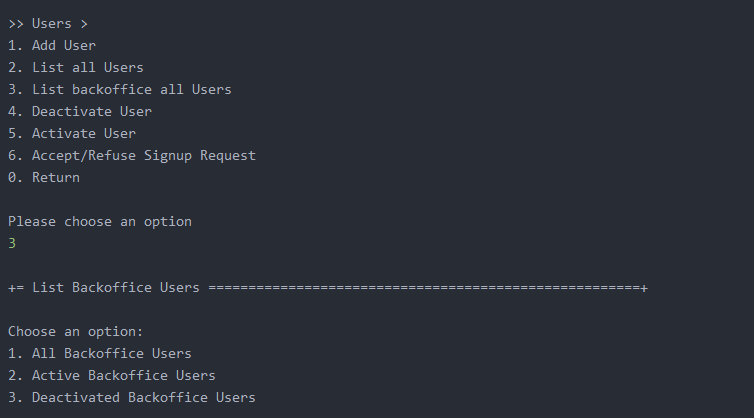 >> Users >
1. Add User
2. List all Users
3. List backoffice all Users
4. Deactivate User
5. Activate User
6. Accept/Refuse Signup Request
0. Return
Please choose an option
3
+= List Backoffice Users ======================================================+
Choose an option:
1. All Backoffice Users
2. Active Backoffice Users
3. Deactivated Backoffice Users